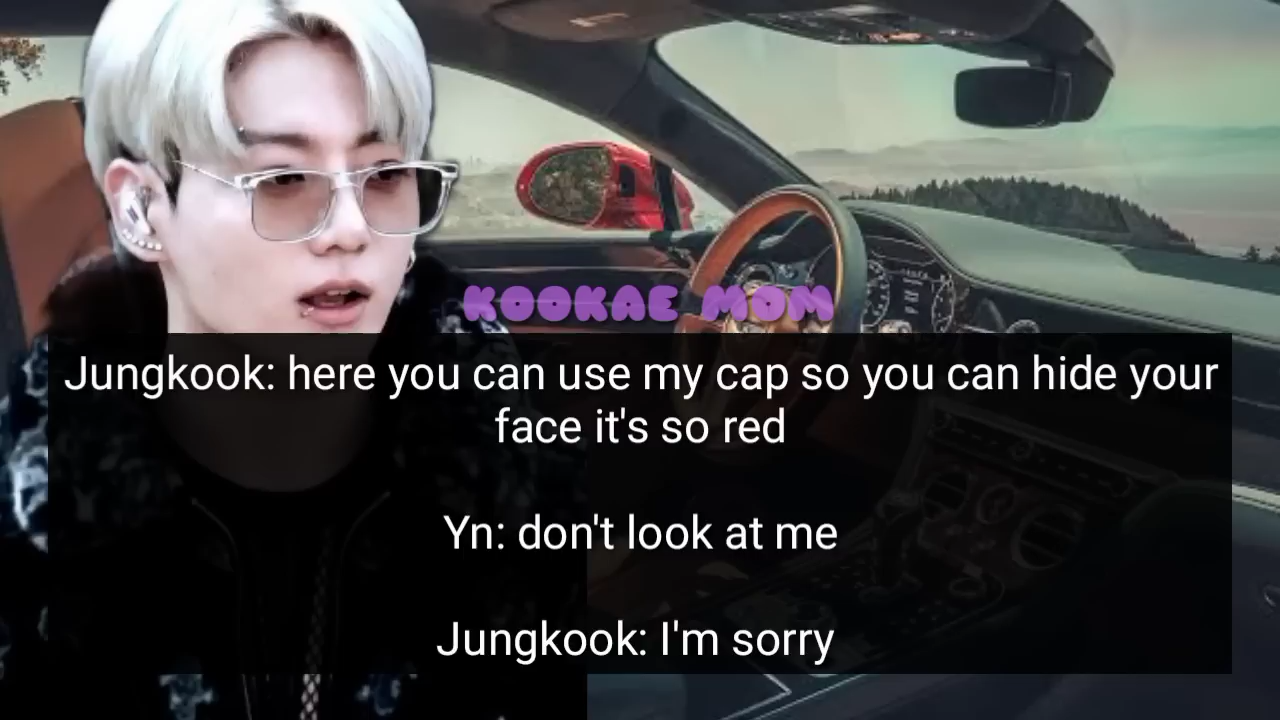 KOOKAE MOM
Jungkook: here you can use my cap so you can hide your
face it's so red
Yn: don't look at me
Jungkook: I'm sorry